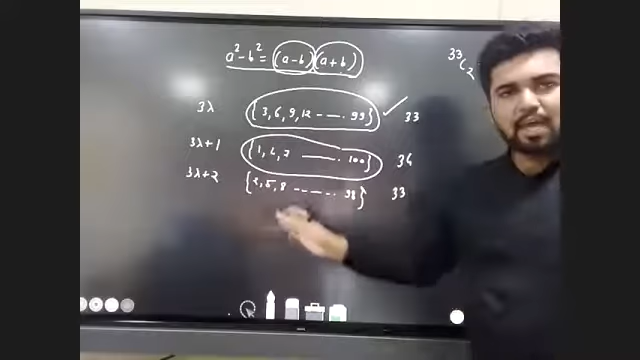 a² - b² = (a-b) (a+b)
³³C₂
3λ {3, 6, 9, 12 ------ 99} ✓ 33
3λ+1 {1, 4, 7 ------ 100} 34
3λ+2 {2, 5, 8 ------ 98} 33